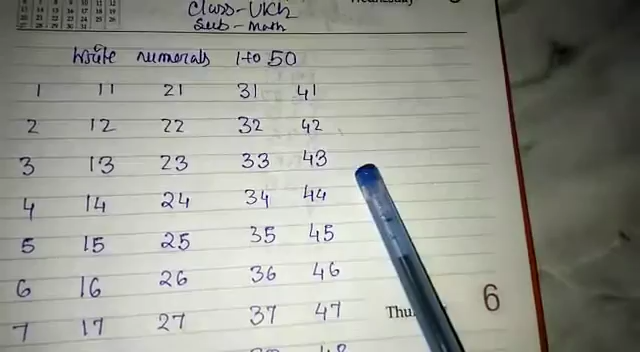 Wednesday
Class-UKG
Sub-Math
Write numerals 1 to 50
1 11 21 31 41
2 12 22 32 42
3 13 23 33 43
4 14 24 34 44
5 15 25 35 45
6 16 26 36 46
7 17 27 37 47
6
48